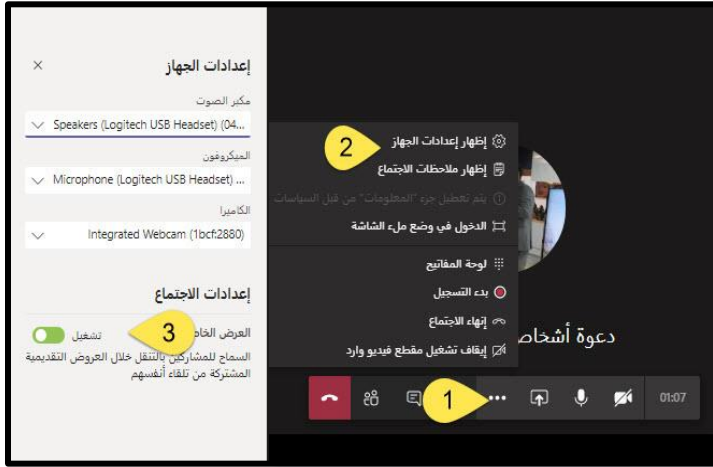 إعدادات الجهاز
مكبر الصوت
Speakers (Logitech USB Headset) (04...
الميكروفون
Microphone (Logitech USB Headset) ...
الكاميرا
Integrated Webcam (1bcf:2880)
إعدادات الاجتماع
العرض الخاص
تشغيل
3
السماح للمشاركين بالتنقل خلال العروض التقديمية
المشتركة من تلقاء أنفسهم
2
إظهار إعدادات الجهاز
إظهار ملاحظات الاجتماع
يتم تعطيل جزء "المعلومات" من قبل السياسات
الدخول في وضع ملء الشاشة
لوحة المفاتيح
بدء التسجيل
إنهاء الاجتماع
إيقاف تشغيل مقطع فيديو وارد
دعوة أشخاص
1
01:07